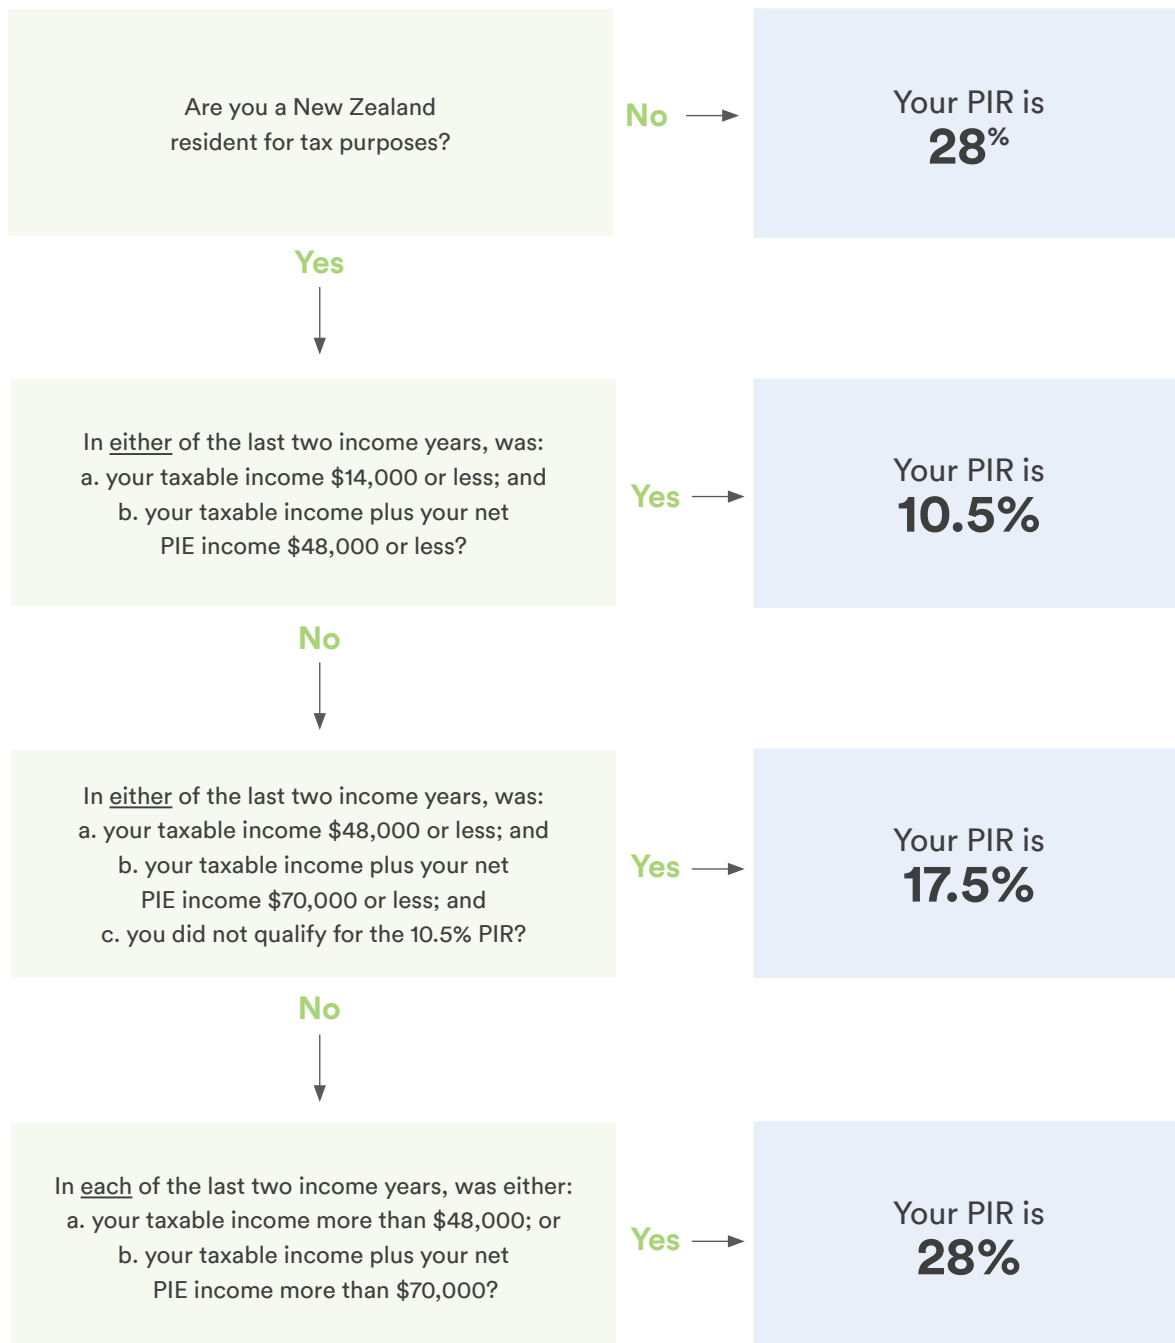 Are you a New Zealand
resident for tax purposes?
No
Your PIR is
28%
Yes
In either of the last two income years, was:
a. your taxable income $14,000 or less; and
b. your taxable income plus your net
PIE income $48,000 or less?
Yes
Your PIR is
10.5%
No
In either of the last two income years, was:
a. your taxable income $48,000 or less; and
b. your taxable income plus your net
PIE income $70,000 or less; and
c. you did not qualify for the 10.5% PIR?
Yes
Your PIR is
17.5%
No
In each of the last two income years, was either:
a. your taxable income more than $48,000; or
b. your taxable income plus your net
PIE income more than $70,000?
Yes
Your PIR is
28%